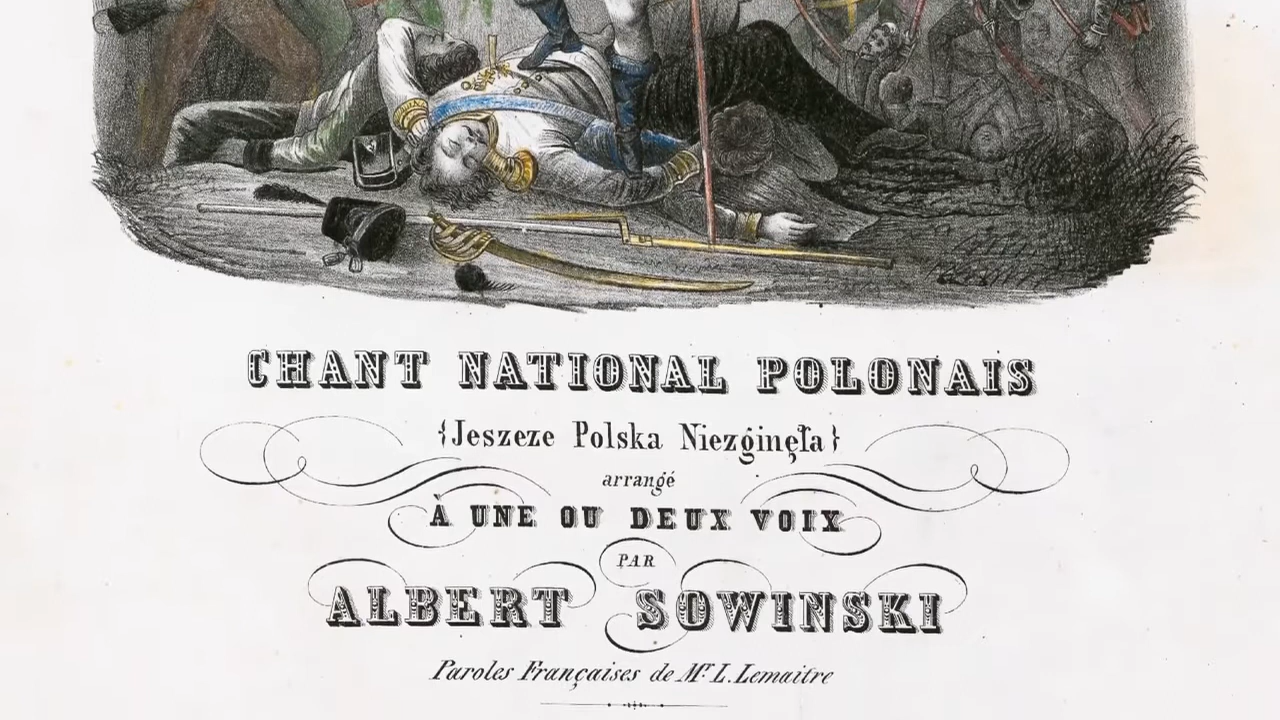 CHANT NATIONAL POLONAIS
{Jeszeze Polska Niezginęła}
arrangé
À UNE OU DEUX VOIX
PAR
ALBERT SOWINSKI
Paroles Françaises de Mr. L. Lemaitre